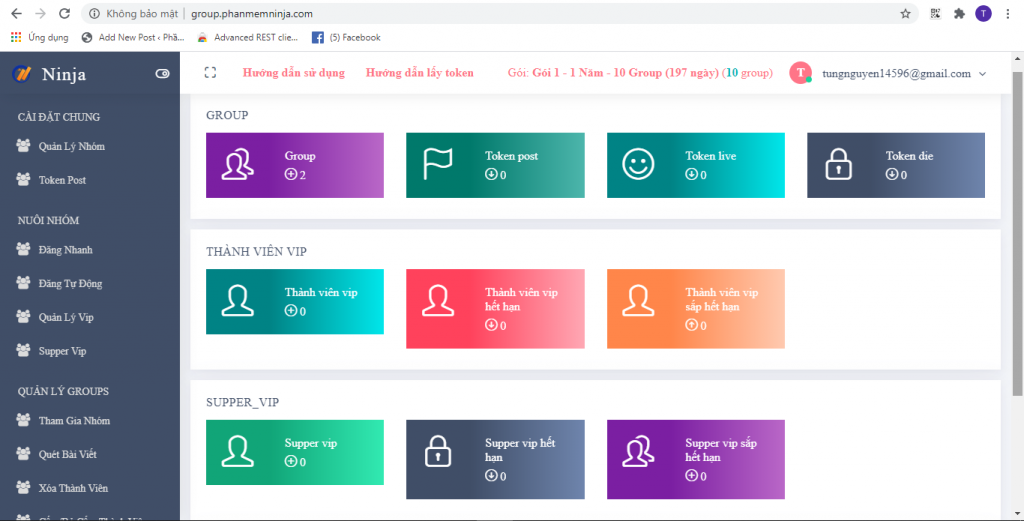 Không bảo mật
group.phanmemninja.com
T
Ứng dụng
Add New Post ‹ Phầ...
Advanced REST clie...
(5) Facebook
Ninja
Hướng dẫn sử dụng
Hướng dẫn lấy token
Gói: Gói 1 - 1 Năm - 10 Group (197 ngày) (10 group)
T
tungnguyen14596@gmail.com
CÀI ĐẶT CHUNG
Quản Lý Nhóm
Token Post
NUÔI NHÓM
Đăng Nhanh
Đăng Tự Động
Quản Lý Vip
Supper Vip
QUẢN LÝ GROUPS
Tham Gia Nhóm
Quét Bài Viết
Xóa Thành Viên
GROUP
Group
2
Token post
0
Token live
0
Token die
0
THÀNH VIÊN VIP
Thành viên vip
0
Thành viên vip
hết hạn
0
Thành viên vip
sắp hết hạn
0
SUPPER_VIP
Supper vip
0
Supper vip hết
hạn
0
Supper vip sắp
hết hạn
0